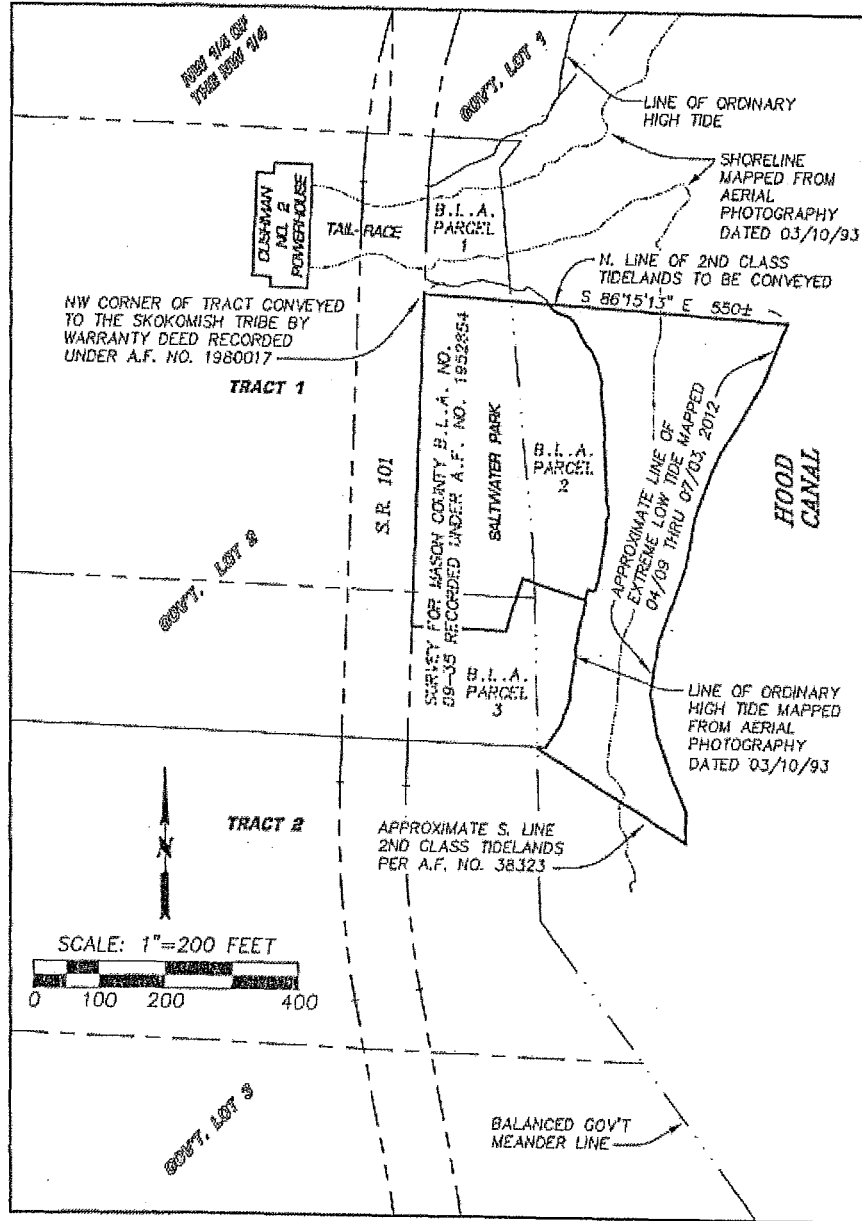 NW 1/4 OF
THE NW 1/4
GOV'T. LOT 1
LINE OF ORDINARY
HIGH TIDE
SHORELINE
MAPPED FROM
AERIAL
PHOTOGRAPHY
DATED 03/10/93
CUSHMAN
NO. 2
POWERHOUSE
TAIL-RACE
B.L.A.
PARCEL
1
N. LINE OF 2ND CLASS
TIDELANDS TO BE CONVEYED
S 86°15'13" E 550±
NW CORNER OF TRACT CONVEYED
TO THE SKOKOMISH TRIBE BY
WARRANTY DEED RECORDED
UNDER A.F. NO. 1980017
TRACT 1
S.R. 101
SURVEY FOR MASON COUNTY B.L.A. NO.
09-35 RECORDED UNDER A.F. NO. 1952854
SALTWATER PARK
B.L.A.
PARCEL
2
APPROXIMATE LINE OF
EXTREME LOW TIDE MAPPED
04/09 THRU 07/03, 2012
HOOD
CANAL
GOV'T. LOT 2
B.L.A.
PARCEL
3
LINE OF ORDINARY
HIGH TIDE MAPPED
FROM AERIAL
PHOTOGRAPHY
DATED 03/10/93
TRACT 2
APPROXIMATE S. LINE
2ND CLASS TIDELANDS
PER A.F. NO. 38323
N
SCALE: 1"=200 FEET
0 100 200 400
GOV'T. LOT 3
BALANCED GOV'T
MEANDER LINE